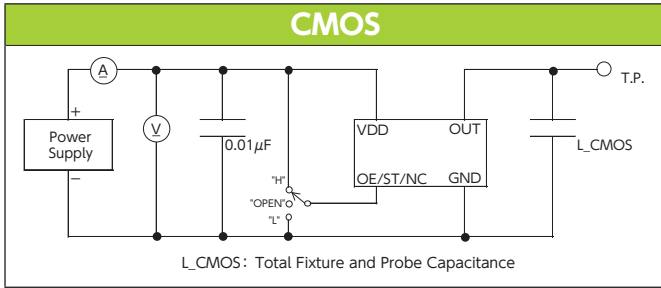 CMOS
A
T.P.
+
Power
Supply
−
V
0.01μF
VDD
OUT
L_CMOS
OE/ST/NC
GND
"H"
"OPEN"
"L"
L_CMOS: Total Fixture and Probe Capacitance